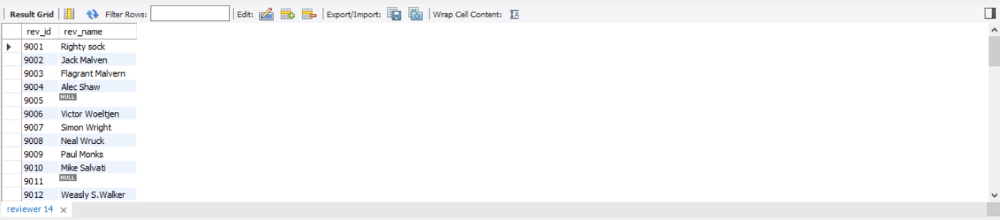 Result Grid Filter Rows: Edit: Export/Import: Wrap Cell Content: IA
rev_id rev_name
9001 Righty sock
9002 Jack Malven
9003 Flagrant Malvern
9004 Alec Shaw
9005 NULL
9006 Victor Woeltjen
9007 Simon Wright
9008 Neal Wruck
9009 Paul Monks
9010 Mike Salvati
9011 NULL
9012 Weasly S.Walker
reviewer 14